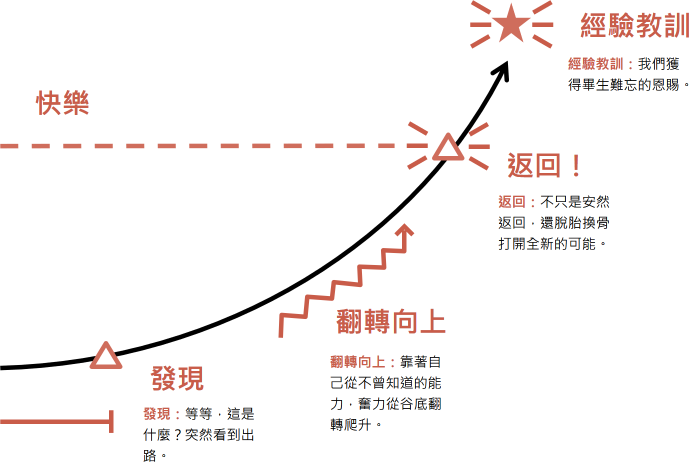 經驗教訓
經驗教訓：我們獲
得畢生難忘的恩賜。
快樂
返回！
返回：不只是安然
返回，還脫胎換骨
打開全新的可能。
翻轉向上
翻轉向上：靠著自
己從不曾知道的能
力，奮力從谷底翻
轉爬升。
發現
發現：等等，這是
什麼？突然看到出
路。